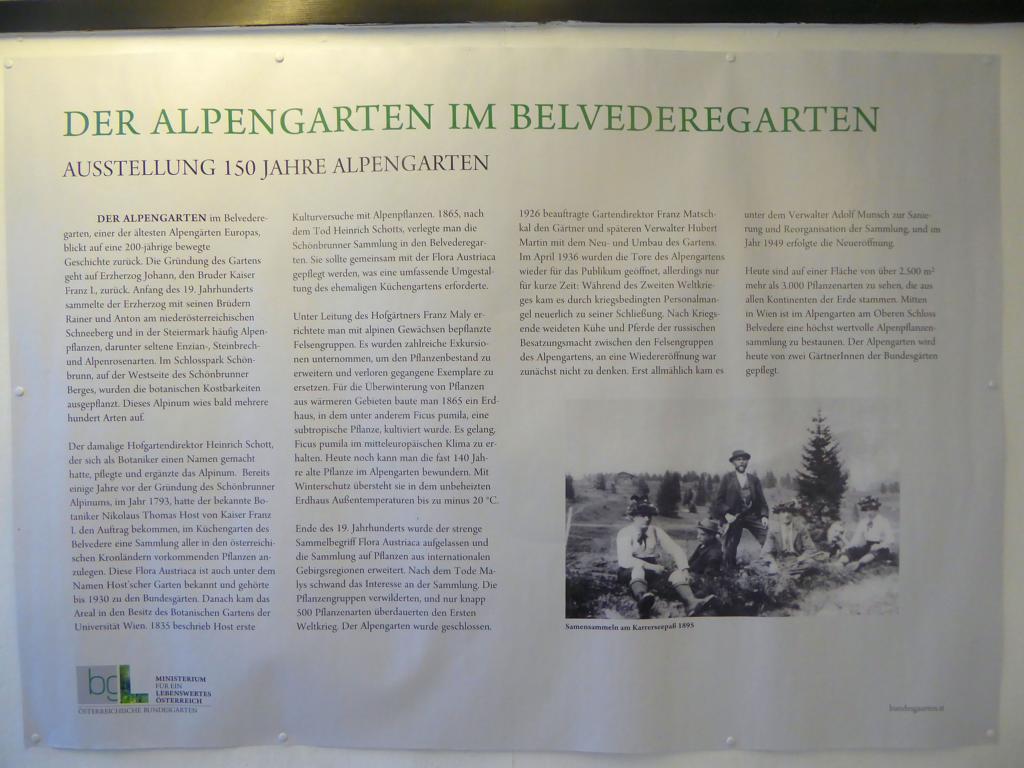 DER ALPENGARTEN IM BELVEDEREGARTEN
AUSSTELLUNG 150 JAHRE ALPENGARTEN
DER ALPENGARTEN im Belvedere-
garten, einer der ältesten Alpengärten Europas,
blickt auf eine 200-jährige bewegte
Geschichte zurück. Die Gründung des Gartens
geht auf Erzherzog Johann, den Bruder Kaiser
Franz I., zurück. Anfang des 19. Jahrhunderts
sammelte der Erzherzog mit seinen Brüdern
Rainer und Anton am niederösterreichischen
Schneeberg und in der Steiermark häufig Alpen-
pflanzen, darunter seltene Enzian-, Steinbrech-
und Alpenrosenarten. Im Schlosspark Schön-
brunn, auf der Westseite des Schönbrunner
Berges, wurden die botanischen Kostbarkeiten
ausgepflanzt. Dieses Alpinum wies bald mehrere
hundert Arten auf.
Der damalige Hofgartendirektor Heinrich Schott,
der sich als Botaniker einen Namen gemacht
hatte, pflegte und ergänzte das Alpinum. Bereits
einige Jahre vor der Gründung des Schönbrunner
Alpinums, im Jahr 1793, hatte der bekannte Bo-
taniker Nikolaus Thomas Host von Kaiser Franz
I. den Auftrag bekommen, im Küchengarten des
Belvedere eine Sammlung aller in den österreichi-
schen Kronländern vorkommenden Pflanzen an-
zulegen. Diese Flora Austriaca ist auch unter dem
Namen Host'scher Garten bekannt und gehörte
bis 1930 zu den Bundesgärten. Danach kam das
Areal in den Besitz des Botanischen Gartens der
Universität Wien. 1835 beschrieb Host erste
Kulturversuche mit Alpenpflanzen. 1865, nach
dem Tod Heinrich Schotts, verlegte man die
Schönbrunner Sammlung in den Belvederegar-
ten. Sie sollte gemeinsam mit der Flora Austriaca
gepflegt werden, was eine umfassende Umgestal-
tung des ehemaligen Küchengartens erforderte.
Unter Leitung des Hofgärtners Franz Maly er-
richtete man mit alpinen Gewächsen bepflanzte
Felsengruppen. Es wurden zahlreiche Exkursio-
nen unternommen, um den Pflanzenbestand zu
erweitern und verloren gegangene Exemplare zu
ersetzen. Für die Überwinterung von Pflanzen
aus wärmeren Gebieten baute man 1865 ein Erd-
haus, in dem unter anderem Ficus pumila, eine
subtropische Pflanze, kultiviert wurde. Es gelang,
Ficus pumila im mitteleuropäischen Klima zu er-
halten. Heute noch kann man die fast 140 Jah-
re alte Pflanze im Alpengarten bewundern. Mit
Winterschutz übersteht sie in dem unbeheizten
Erdhaus Außentemperaturen bis zu minus 20 °C.
Ende des 19. Jahrhunderts wurde der strenge
Sammelbegriff Flora Austriaca aufgelassen und
die Sammlung auf Pflanzen aus internationalen
Gebirgsregionen erweitert. Nach dem Tode Ma-
lys schwand das Interesse an der Sammlung. Die
Pflanzengruppen verwilderten, und nur knapp
500 Pflanzenarten überdauerten den Ersten
Weltkrieg. Der Alpengarten wurde geschlossen.
1926 beauftragte Gartendirektor Franz Matsch-
kal den Gärtner und späteren Verwalter Hubert
Martin mit dem Neu- und Umbau des Gartens.
Im April 1936 wurden die Tore des Alpengartens
wieder für das Publikum geöffnet, allerdings nur
für kurze Zeit: Während des Zweiten Weltkrie-
ges kam es durch kriegsbedingten Personalman-
gel neuerlich zu seiner Schließung. Nach Kriegs-
ende weideten Kühe und Pferde der russischen
Besatzungsmacht zwischen den Felsengruppen
des Alpengartens, an eine Wiedereröffnung war
zunächst nicht zu denken. Erst allmählich kam es
unter dem Verwalter Adolf Munsch zur Sanie-
rung und Reorganisation der Sammlung, und im
Jahr 1949 erfolgte die Neueröffnung.
Heute sind auf einer Fläche von über 2.500 m²
mehr als 3.000 Pflanzenarten zu sehen, die aus
allen Kontinenten der Erde stammen. Mitten
in Wien ist im Alpengarten am Oberen Schloss
Belvedere eine höchst wertvolle Alpenpflanzen-
sammlung zu bestaunen. Der Alpengarten wird
heute von zwei GärtnerInnen der Bundesgärten
gepflegt.
Samensammeln am Karrerseepaß 1895
bgL
MINISTERIUM
FÜR EIN
LEBENSWERTES
ÖSTERREICH
ÖSTERREICHISCHE BUNDESGÄRTEN
bundesgaerten.at